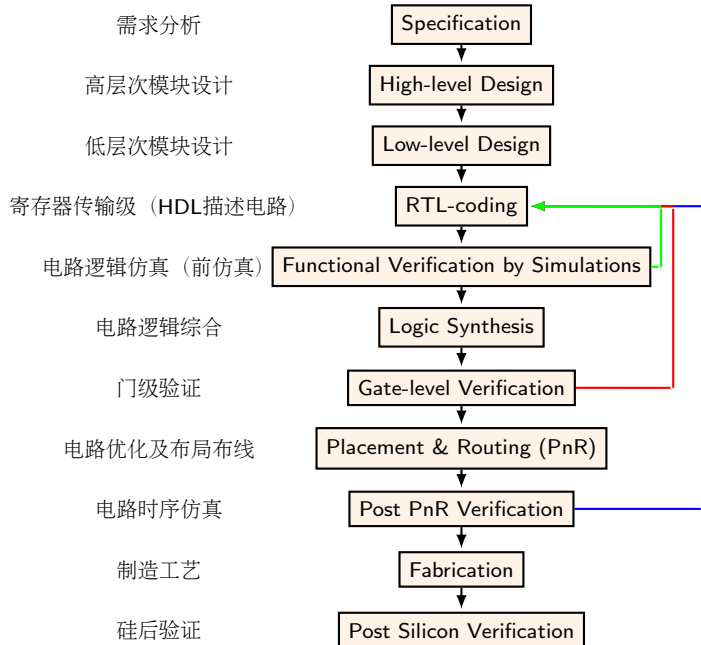 需求分析 Specification
高层次模块设计 High-level Design
低层次模块设计 Low-level Design
寄存器传输级（HDL描述电路） RTL-coding
电路逻辑仿真（前仿真） Functional Verification by Simulations
电路逻辑综合 Logic Synthesis
门级验证 Gate-level Verification
电路优化及布局布线 Placement & Routing (PnR)
电路时序仿真 Post PnR Verification
制造工艺 Fabrication
硅后验证 Post Silicon Verification